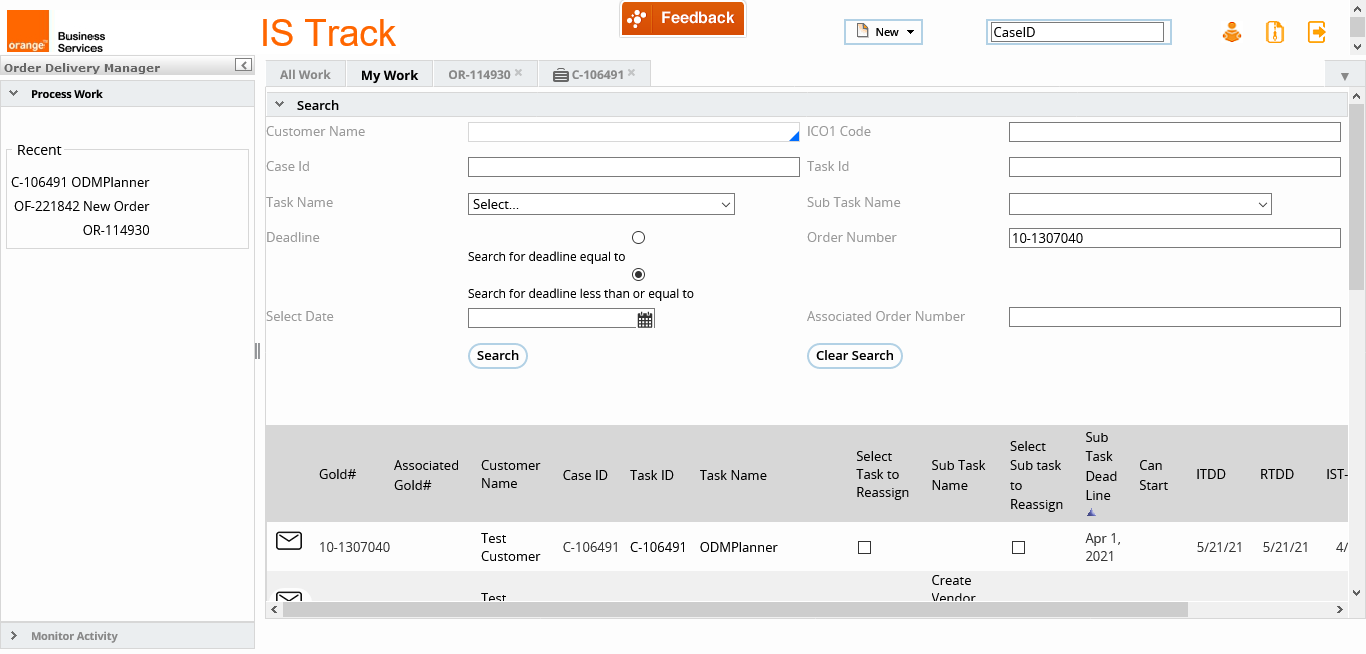 orange™
Business
Services
IS Track
Feedback
New
CaseID
Order Delivery Manager
All Work
My Work
OR-114930
C-106491
Process Work
Search
Recent
C-106491 ODMPlanner
OF-221842 New Order
OR-114930
Customer Name
ICO1 Code
Case Id
Task Id
Task Name
Select...
Sub Task Name
Deadline
Search for deadline equal to
Search for deadline less than or equal to
Order Number
10-1307040
Select Date
Associated Order Number
Search
Clear Search
Gold#
Associated
Gold#
Customer
Name
Case ID
Task ID
Task Name
Select
Task to
Reassign
Sub Task
Name
Select
Sub task
to
Reassign
Sub
Task
Dead
Line
Can
Start
ITDD
RTDD
IST-
10-1307040
Test
Customer
C-106491
C-106491
ODMPlanner
Apr 1,
2021
5/21/21
5/21/21
4/
Test
Create
Vendor
Monitor Activity